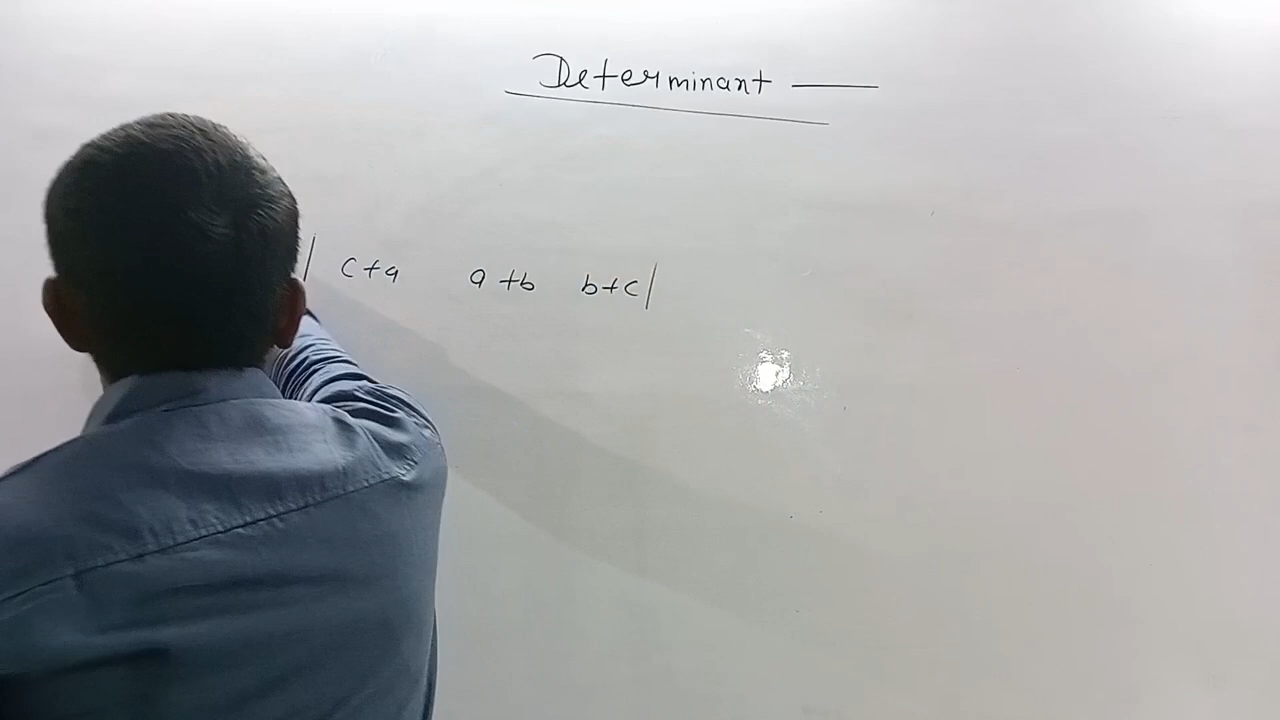 Determinant —
| c+a a+b b+c |